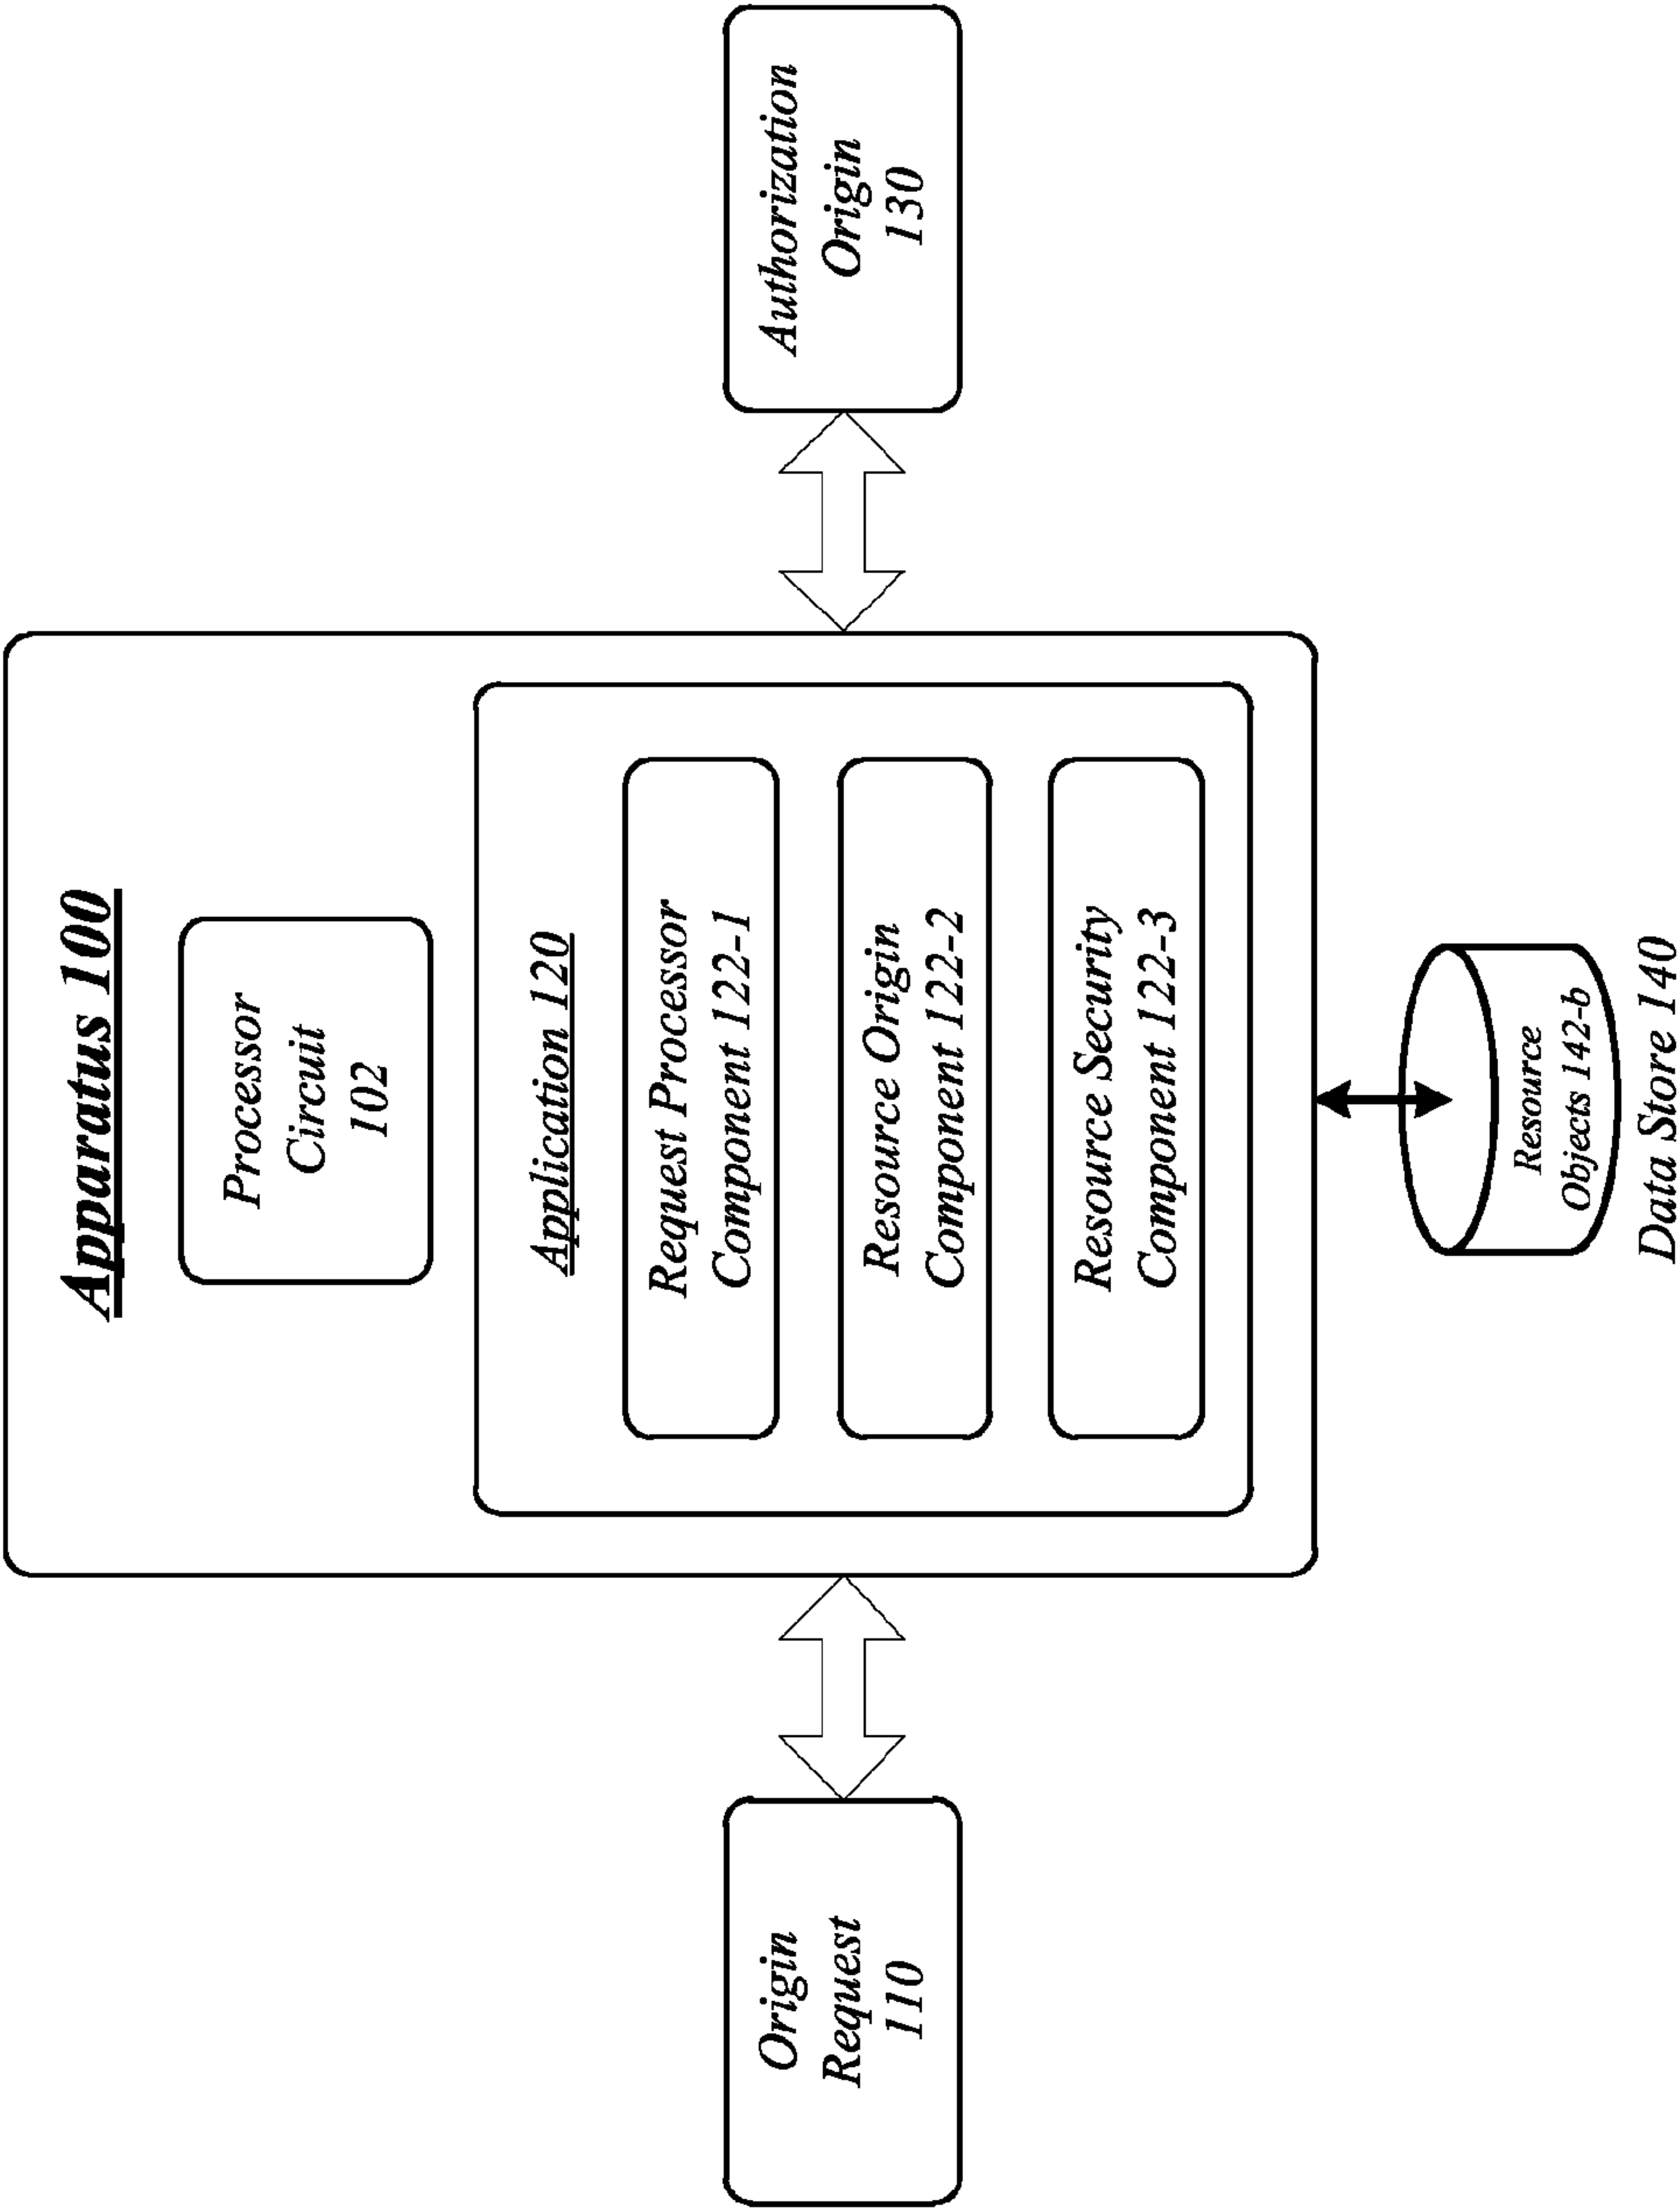 Apparatus 100
Processor
Circuit
102
Application 120
Request Processor
Component 122-1
Resource Origin
Component 122-2
Resource Security
Component 122-3
Origin
Request
110
Authorization
Origin
130
Resource
Objects 142-b
Data Store 140